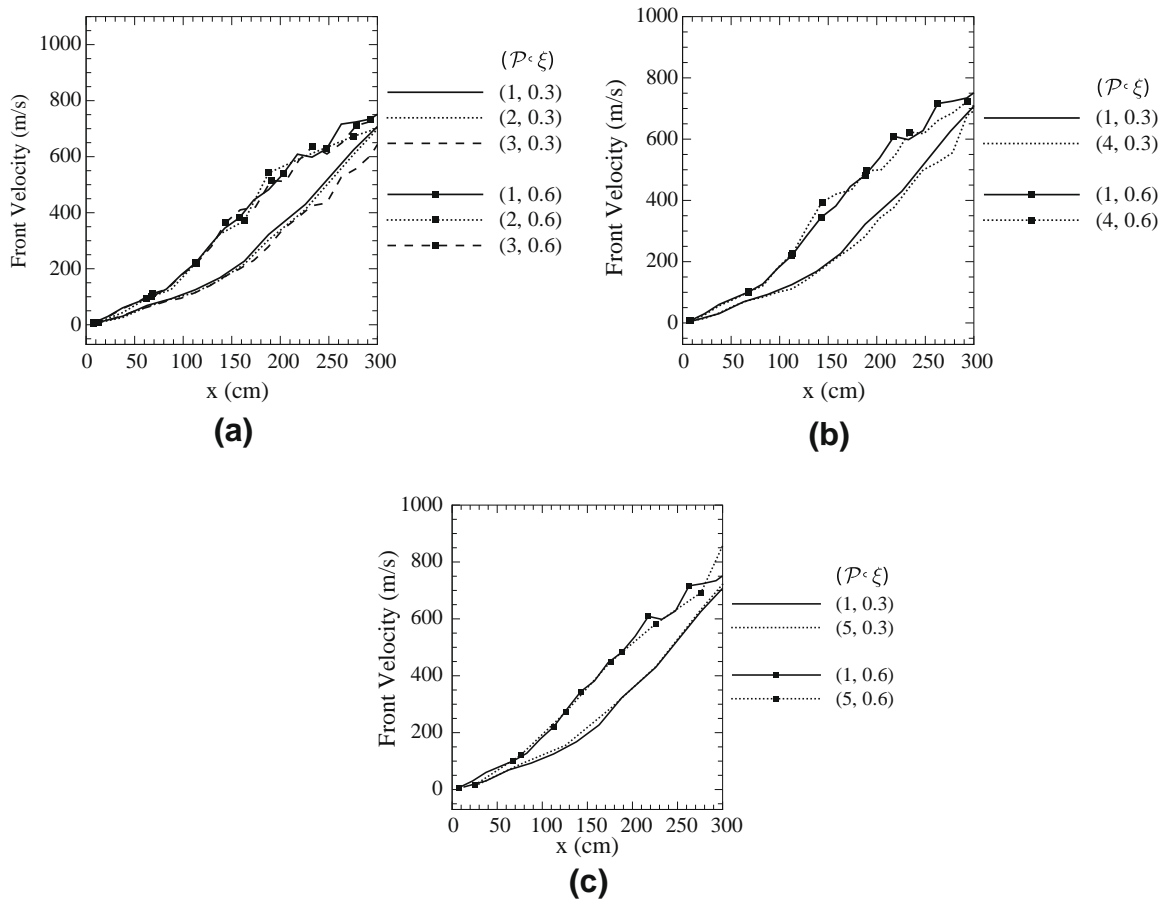 1000
800
600
400
200
0
Front Velocity (m/s)
0 50 100 150 200 250 300
x (cm)
(𝒫, ξ)
(1, 0.3)
(2, 0.3)
(3, 0.3)
(1, 0.6)
(2, 0.6)
(3, 0.6)
(a)
1000
800
600
400
200
0
Front Velocity (m/s)
0 50 100 150 200 250 300
x (cm)
(𝒫, ξ)
(1, 0.3)
(4, 0.3)
(1, 0.6)
(4, 0.6)
(b)
1000
800
600
400
200
0
Front Velocity (m/s)
0 50 100 150 200 250 300
x (cm)
(𝒫, ξ)
(1, 0.3)
(5, 0.3)
(1, 0.6)
(5, 0.6)
(c)